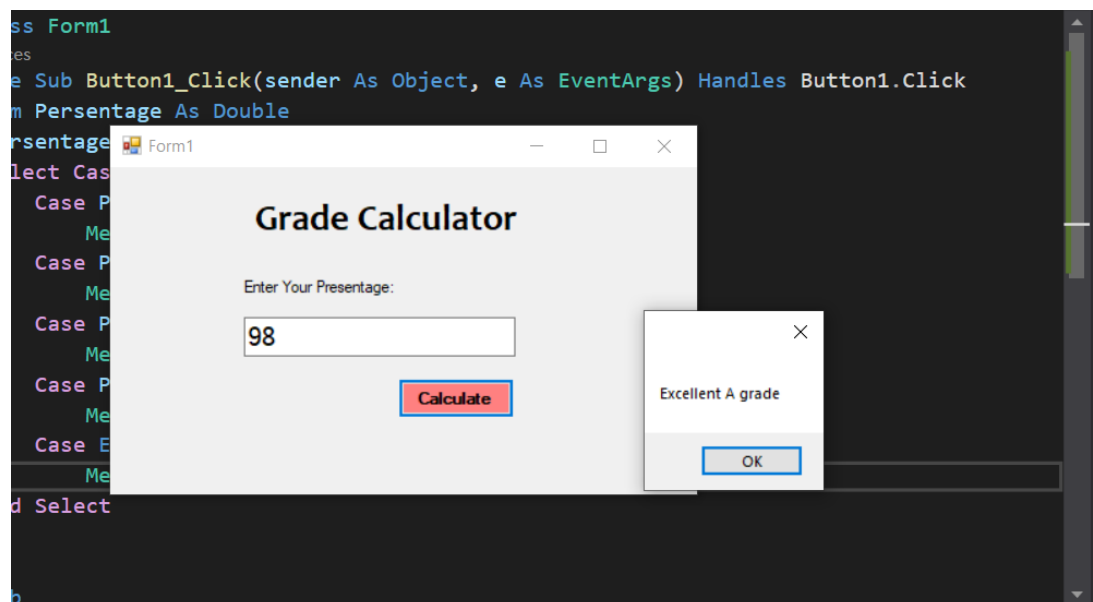 ss Form1
es
e Sub Button1_Click(sender As Object, e As EventArgs) Handles Button1.Click
m Persentage As Double
rsentage
lect Cas
Case P
Me
Case P
Me
Case P
Me
Case P
Me
Case E
Me
d Select
b
Form1
Grade Calculator
Enter Your Presentage:
98
Calculate
Excellent A grade
OK